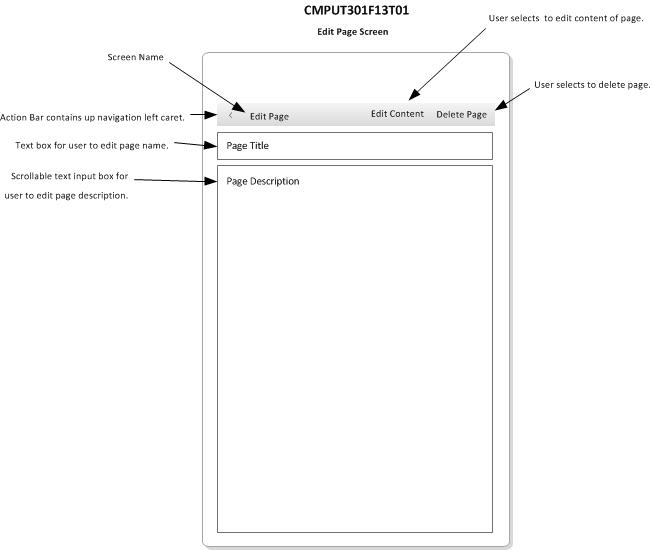 CMPUT301F13T01
Edit Page Screen
User selects to edit content of page.
Screen Name
User selects to delete page.
Action Bar contains up navigation left caret.
< Edit Page Edit Content Delete Page
Text box for user to edit page name.
Page Title
Scrollable text input box for
user to edit page description.
Page Description